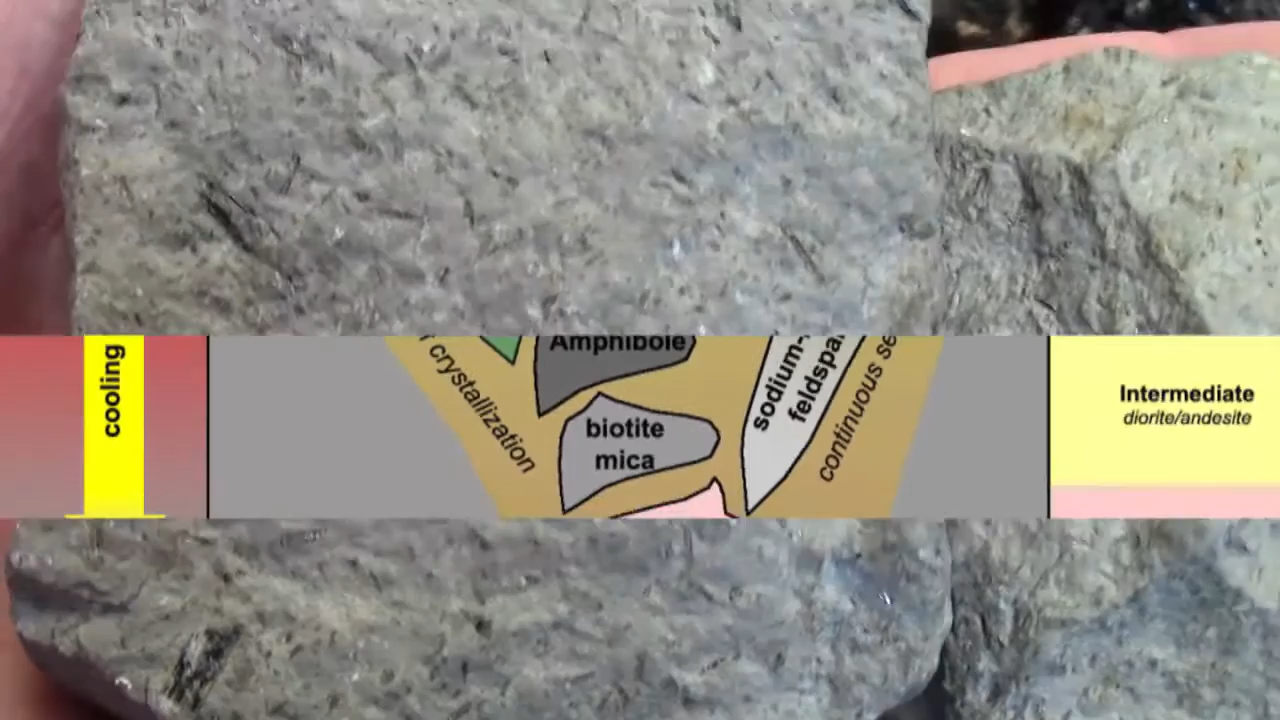 cooling
crystallization
Amphibole
biotite
mica
sodium-
feldspa
continuous se
Intermediate
diorite/andesite